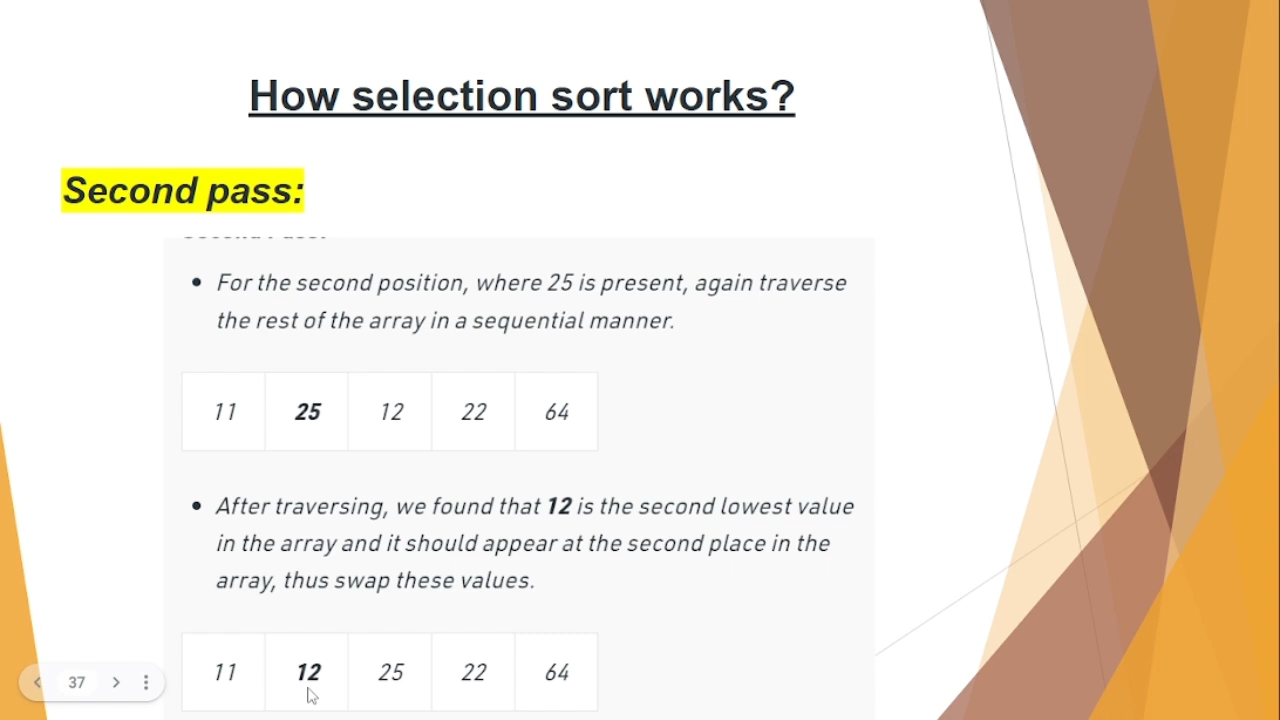 How selection sort works?
Second pass:
• For the second position, where 25 is present, again traverse
the rest of the array in a sequential manner.
11 25 12 22 64
• After traversing, we found that 12 is the second lowest value
in the array and it should appear at the second place in the
array, thus swap these values.
11 12 25 22 64
37